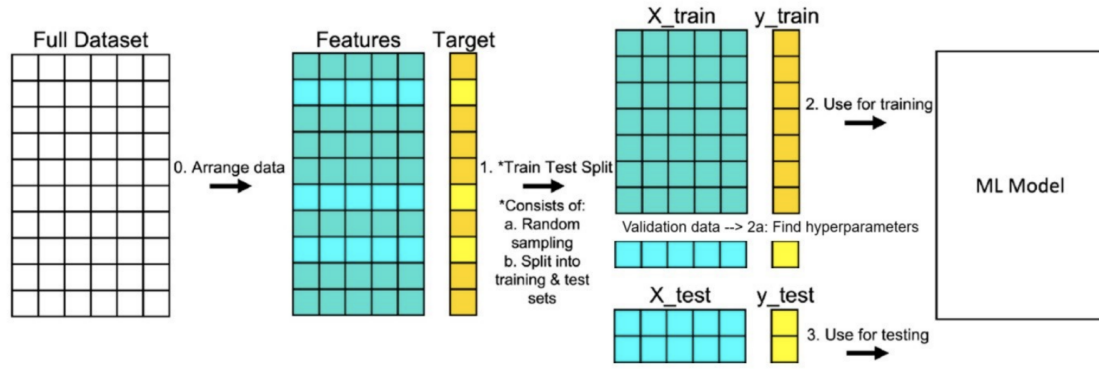 Full Dataset
Features
Target
X_train
y_train
0. Arrange data
1. *Train Test Split
*Consists of:
a. Random
sampling
b. Split into
training & test
sets
2. Use for training
Validation data --> 2a: Find hyperparameters
X_test
y_test
3. Use for testing
ML Model